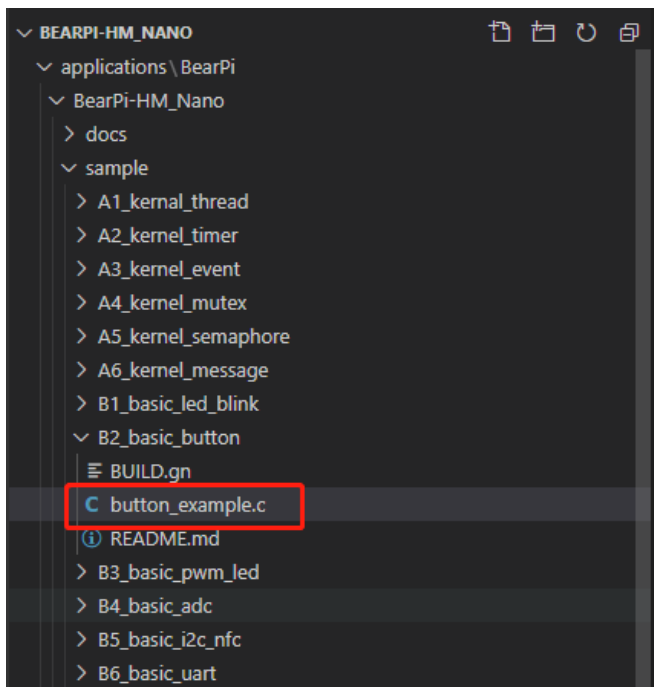 BEARPI-HM_NANO
applications\BearPi
BearPi-HM_Nano
docs
sample
A1_kernal_thread
A2_kernel_timer
A3_kernel_event
A4_kernel_mutex
A5_kernel_semaphore
A6_kernel_message
B1_basic_led_blink
B2_basic_button
BUILD.gn
C button_example.c
README.md
B3_basic_pwm_led
B4_basic_adc
B5_basic_i2c_nfc
B6_basic_uart